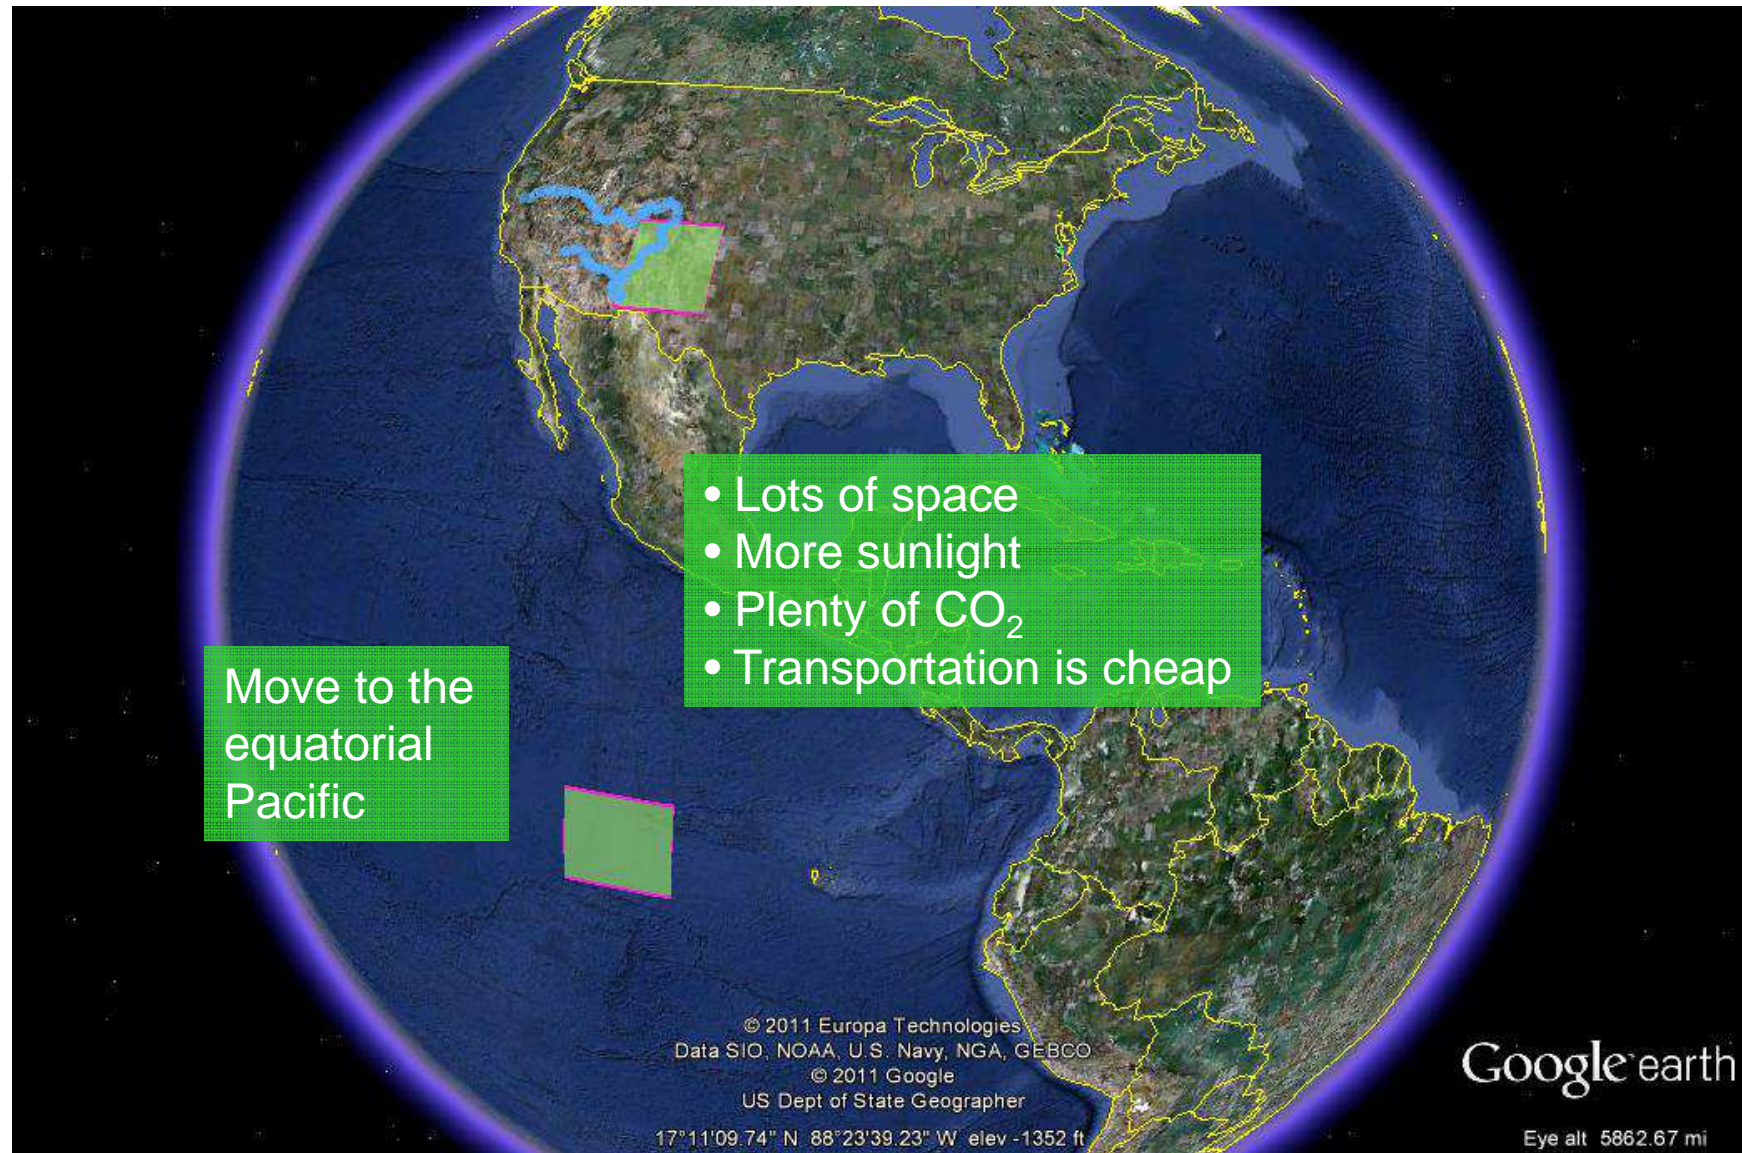 • Lots of space
• More sunlight
• Plenty of CO₂
• Transportation is cheap
Move to the
equatorial
Pacific
© 2011 Europa Technologies
Data SIO, NOAA, U.S. Navy, NGA, GEBCO
© 2011 Google
US Dept of State Geographer
17°11'09.74" N 88°23'39.23" W elev -1352 ft
Google earth
Eye alt 5862.67 mi